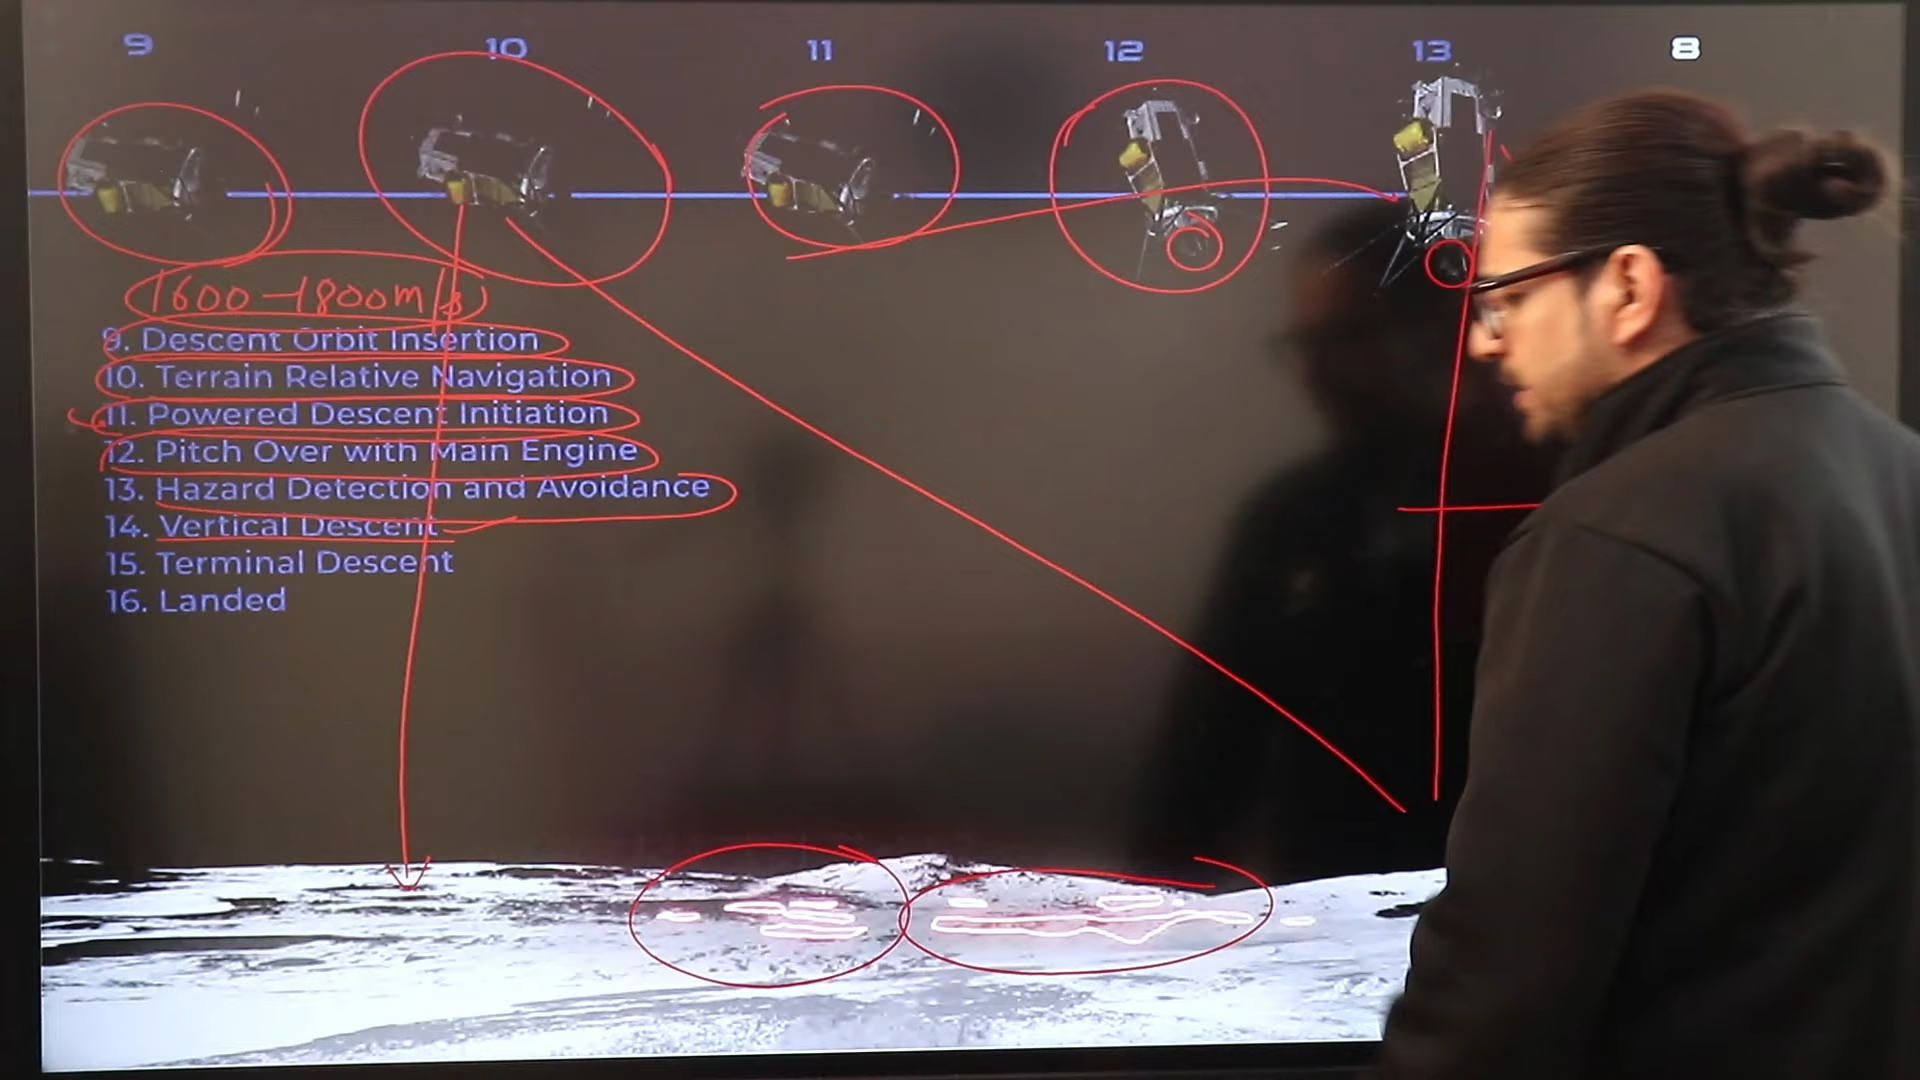 9 10 11 12 13 8
1600-1800m/s
9. Descent Orbit Insertion
10. Terrain Relative Navigation
11. Powered Descent Initiation
12. Pitch Over with Main Engine
13. Hazard Detection and Avoidance
14. Vertical Descent
15. Terminal Descent
16. Landed